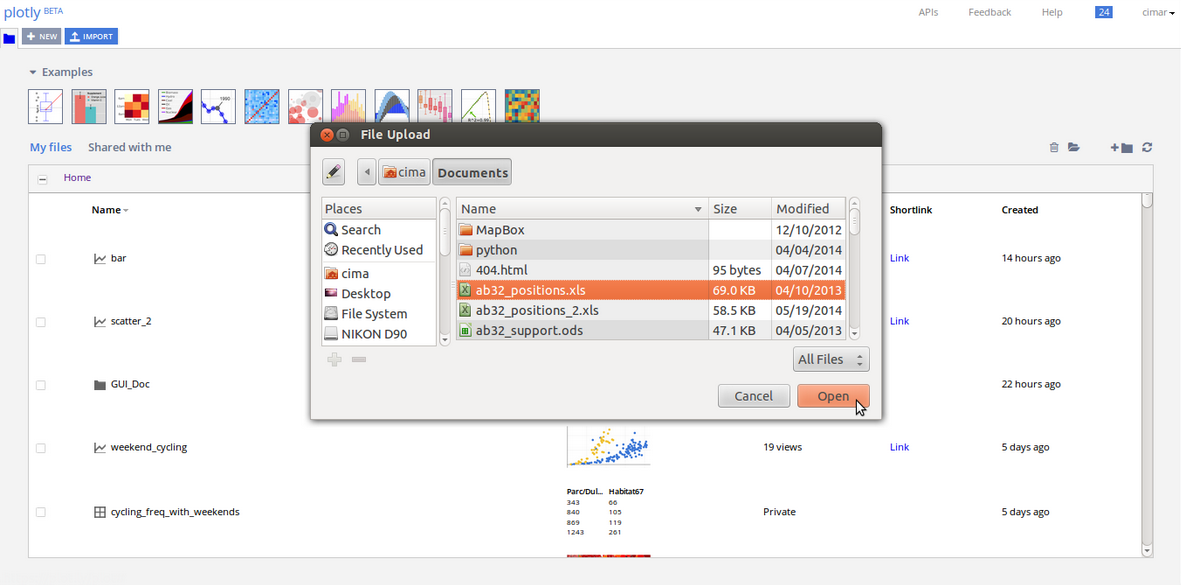 plotly BETA
APIs Feedback Help 24 cimar
+ NEW IMPORT
Examples
1990
My files Shared with me
Home
Name Shortlink Created
bar Link 14 hours ago
scatter_2 Link 20 hours ago
GUI_Doc 22 hours ago
weekend_cycling 19 views Link 5 days ago
Parc/Dul... Habitat67
343 66
840 105
869 119
1243 261
cycling_freq_with_weekends Private 5 days ago
File Upload
cima Documents
Places
Search
Recently Used
cima
Desktop
File System
NIKON D90
Name Size Modified
MapBox 12/10/2012
python 04/04/2014
404.html 95 bytes 04/07/2014
ab32_positions.xls 69.0 KB 04/10/2013
ab32_positions_2.xls 58.5 KB 05/19/2014
ab32_support.ods 47.1 KB 04/05/2013
All Files
Cancel Open